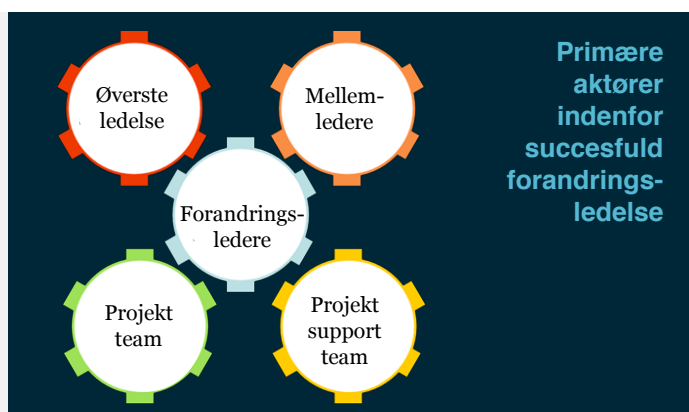 Øverste
ledelse
Mellem-
ledere
Forandrings-
ledere
Projekt
team
Projekt
support
team
Primære
aktører
indenfor
succesfuld
forandrings-
ledelse